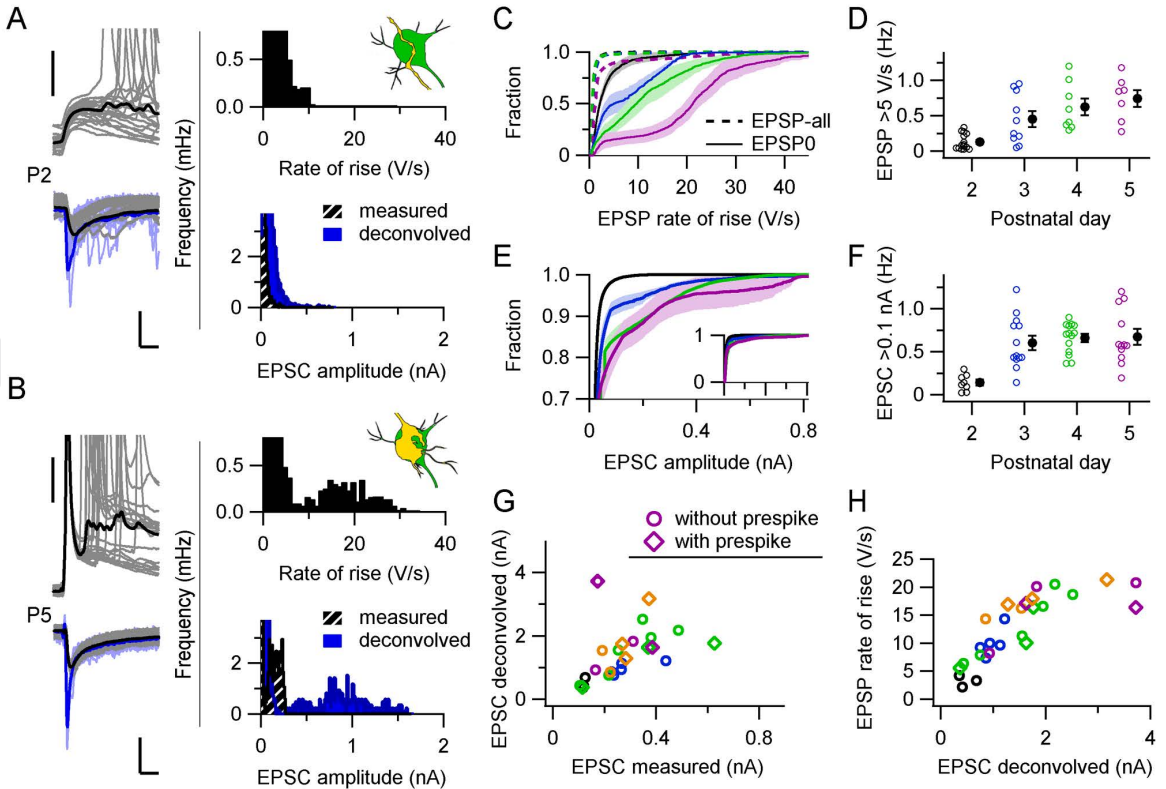 A
P2
Frequency (mHz)
0.5
0.0
0
20
40
Rate of rise (V/s)
measured
deconvolved
2
0
0
1
2
EPSC amplitude (nA)
B
P5
Frequency (mHz)
0.5
0.0
0
20
40
Rate of rise (V/s)
measured
deconvolved
2
0
0
1
2
EPSC amplitude (nA)
C
Fraction
1.0
0.5
0
0
10
20
30
40
EPSP-all
EPSP0
EPSP rate of rise (V/s)
D
EPSP >5 V/s (Hz)
1.0
0.5
0
2
3
4
5
Postnatal day
E
Fraction
1.0
0.9
0.8
0.7
1
0
0
0.4
0.8
EPSC amplitude (nA)
F
EPSC >0.1 nA (Hz)
1.0
0.5
0
2
3
4
5
Postnatal day
G
without prespike
with prespike
EPSC deconvolved (nA)
4
2
0
0
0.4
0.8
EPSC measured (nA)
H
EPSP rate of rise (V/s)
25
20
15
10
5
0
0
2
4
EPSC deconvolved (nA)